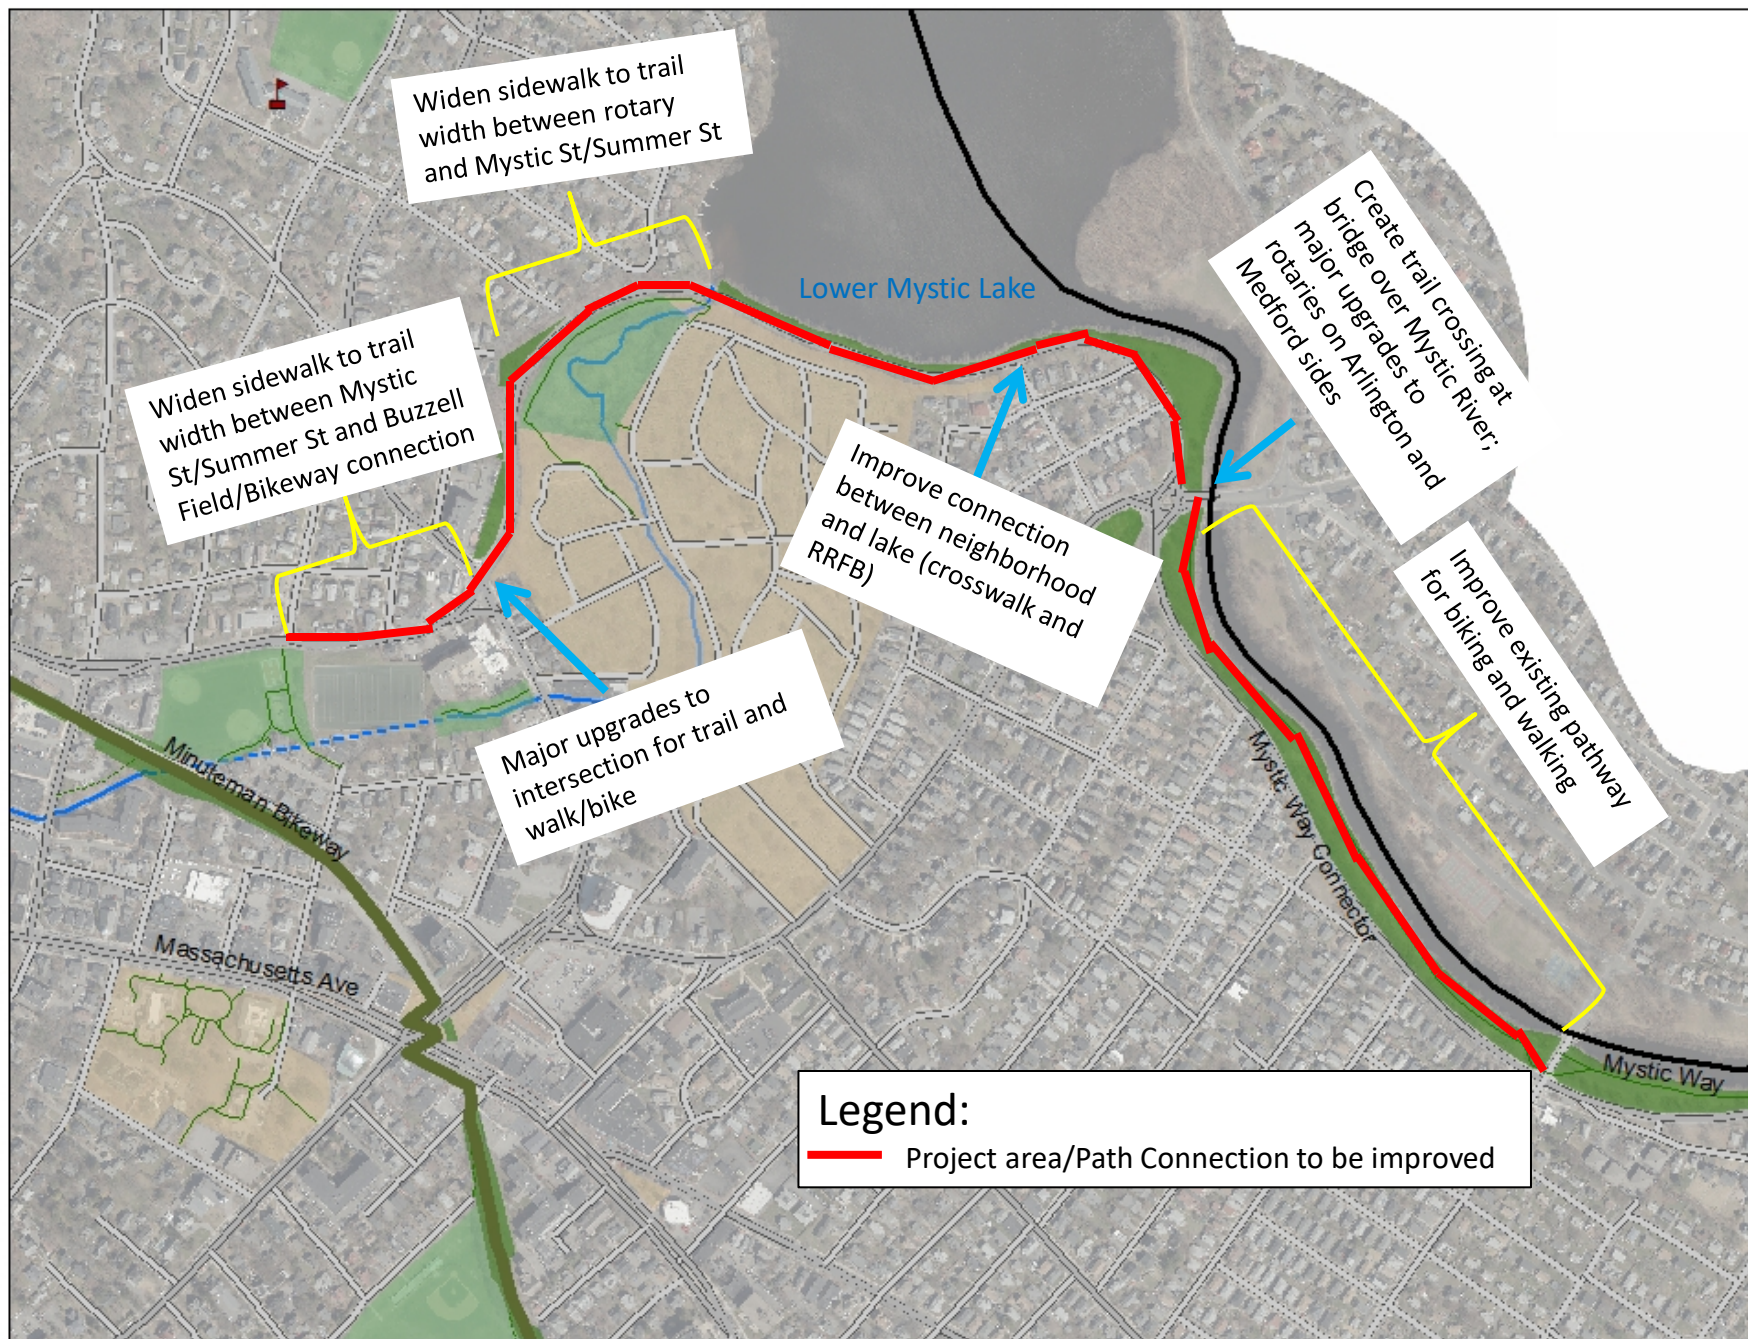 Widen sidewalk to trail
width between rotary
and Mystic St/Summer St
Create trail crossing at
bridge over Mystic River;
major upgrades to
rotaries on Arlington and
Medford sides
Lower Mystic Lake
Widen sidewalk to trail
width between Mystic
St/Summer St and Buzzell
Field/Bikeway connection
Improve connection
between neighborhood
and lake (crosswalk and
RRFB)
Improve existing pathway
for biking and walking
Major upgrades to
intersection for trail and
walk/bike
Minuteman Bikeway
Mystic Way Connector
Massachusetts Ave
Mystic Way
Legend:
Project area/Path Connection to be improved